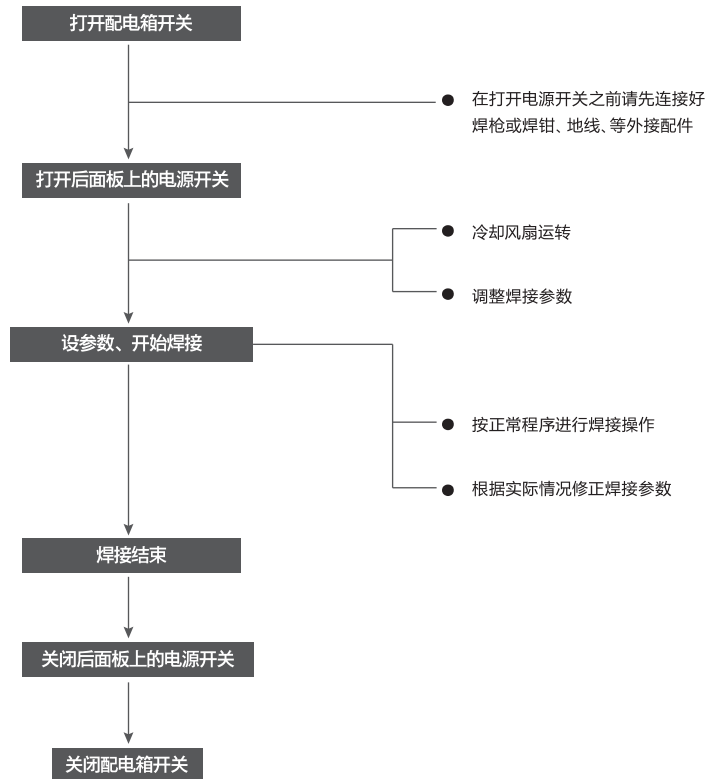 打开配电箱开关
在打开电源开关之前请先连接好
焊枪或焊钳、地线、等外接配件
打开后面板上的电源开关
冷却风扇运转
调整焊接参数
设参数、开始焊接
按正常程序进行焊接操作
根据实际情况修正焊接参数
焊接结束
关闭后面板上的电源开关
关闭配电箱开关